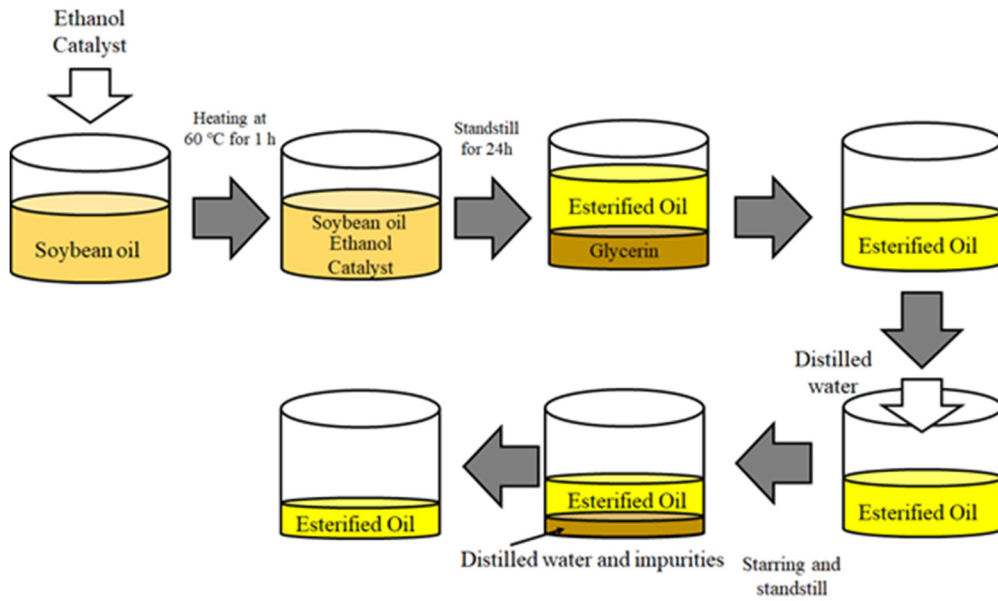 Ethanol
Catalyst
Heating at
60 °C for 1 h
Standstill
for 24h
Soybean oil
Soybean oil
Ethanol
Catalyst
Esterified Oil
Glycerin
Esterified Oil
Distilled
water
Esterified Oil
Esterified Oil
Esterified Oil
Distilled water and impurities
Starring and
standstill